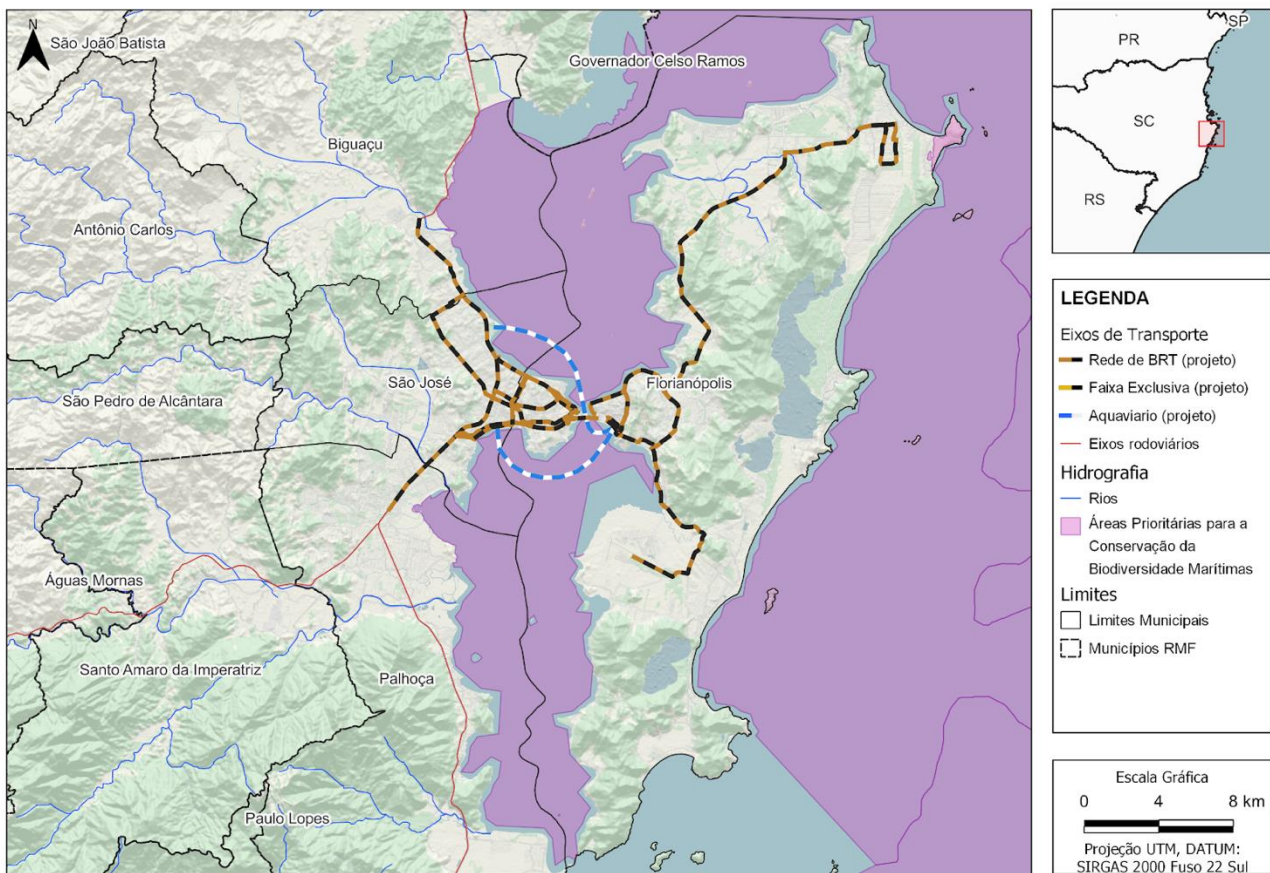 N
São João Batista
Governador Celso Ramos
Biguaçu
Antônio Carlos
São José
Florianópolis
São Pedro de Alcântara
Águas Mornas
Santo Amaro da Imperatriz
Palhoça
Paulo Lopes
SP
PR
SC
RS
LEGENDA
Eixos de Transporte
Rede de BRT (projeto)
Faixa Exclusiva (projeto)
Aquaviario (projeto)
Eixos rodoviários
Hidrografia
Rios
Áreas Prioritárias para a
Conservação da
Biodiversidade Marítimas
Limites
Limites Municipais
Municípios RMF
Escala Gráfica
0 4 8 km
Projeção UTM, DATUM:
SIRGAS 2000 Fuso 22 Sul